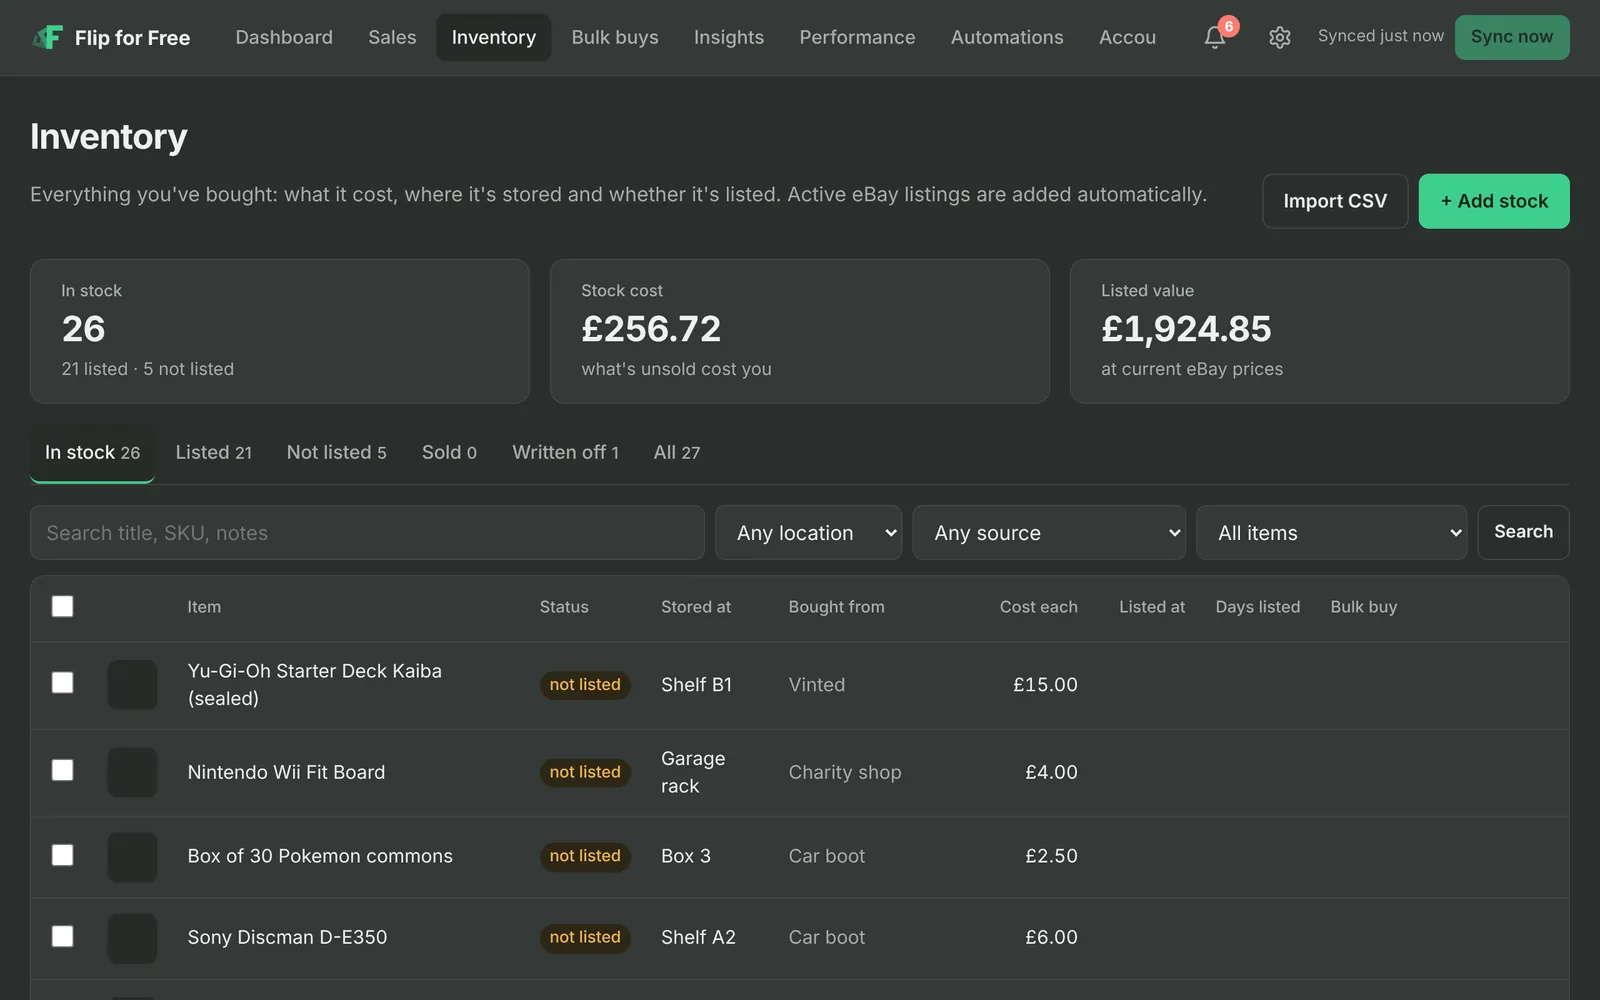 Flip for Free
Dashboard
Sales
Inventory
Bulk buys
Insights
Performance
Automations
Accou
6
Synced just now
Sync now
Inventory
Everything you've bought: what it cost, where it's stored and whether it's listed. Active eBay listings are added automatically.
Import CSV
+ Add stock
In stock
26
21 listed · 5 not listed
Stock cost
£256.72
what's unsold cost you
Listed value
£1,924.85
at current eBay prices
In stock 26
Listed 21
Not listed 5
Sold 0
Written off 1
All 27
Search title, SKU, notes
Any location
Any source
All items
Search
Item
Status
Stored at
Bought from
Cost each
Listed at
Days listed
Bulk buy
Yu-Gi-Oh Starter Deck Kaiba
(sealed)
not listed
Shelf B1
Vinted
£15.00
Nintendo Wii Fit Board
not listed
Garage
rack
Charity shop
£4.00
Box of 30 Pokemon commons
not listed
Box 3
Car boot
£2.50
Sony Discman D-E350
not listed
Shelf A2
Car boot
£6.00